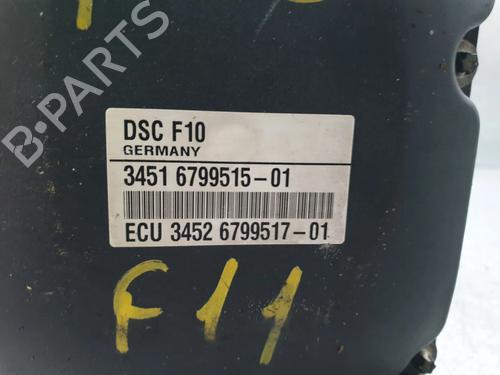 B-PARTS
DSC F10
GERMANY
3451 6799515-01
ECU 3452 6799517-01
F11